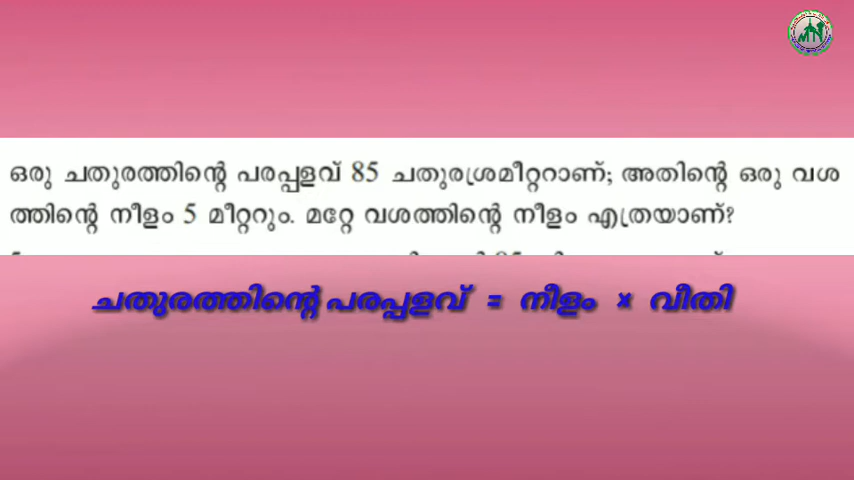 ഒരു ചതുരത്തിന്റെ പരപ്പളവ് 85 ചതുരശ്രമീറ്ററാണ്; അതിന്റെ ഒരു വശ
ത്തിന്റെ നീളം 5 മീറ്ററും. മറ്റേ വശത്തിന്റെ നീളം എത്രയാണ്?
ചതുരത്തിന്റെ പരപ്പളവ് = നീളം × വീതി